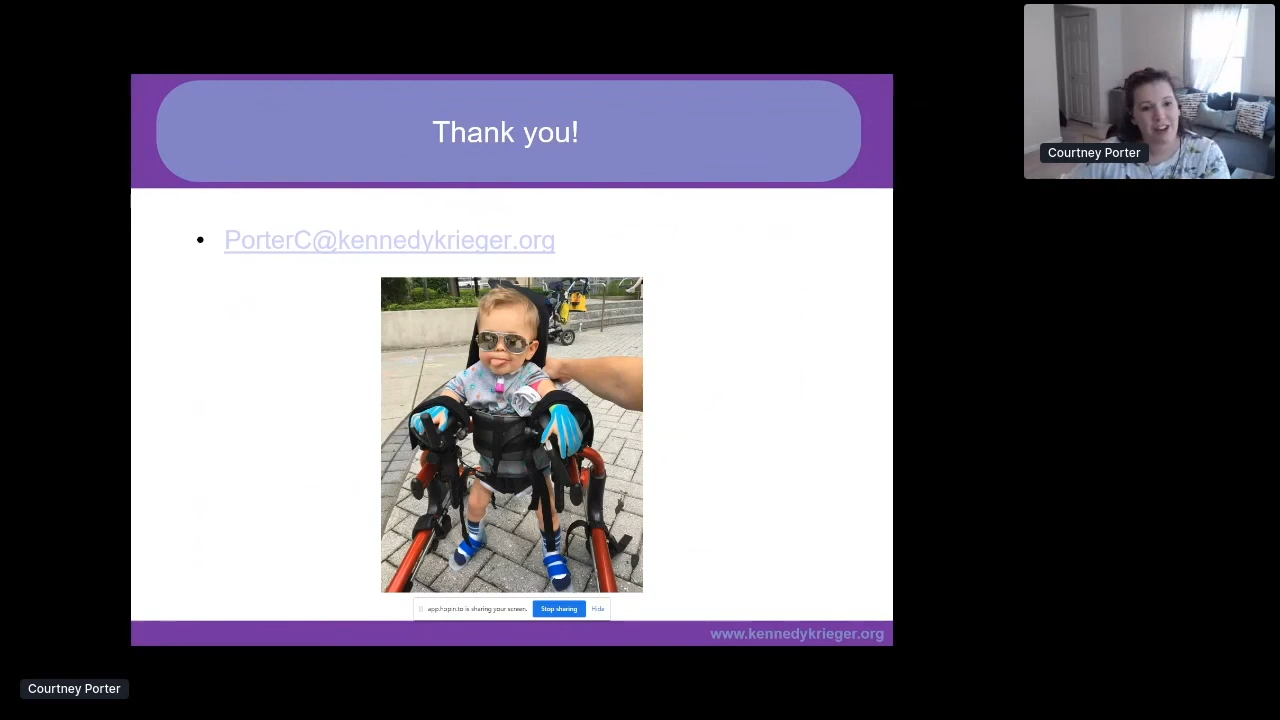 Thank you!
• PorterC@kennedykrieger.org
app.hopin.to is sharing your screen. Stop sharing Hide
www.kennedykrieger.org
Courtney Porter
Courtney Porter